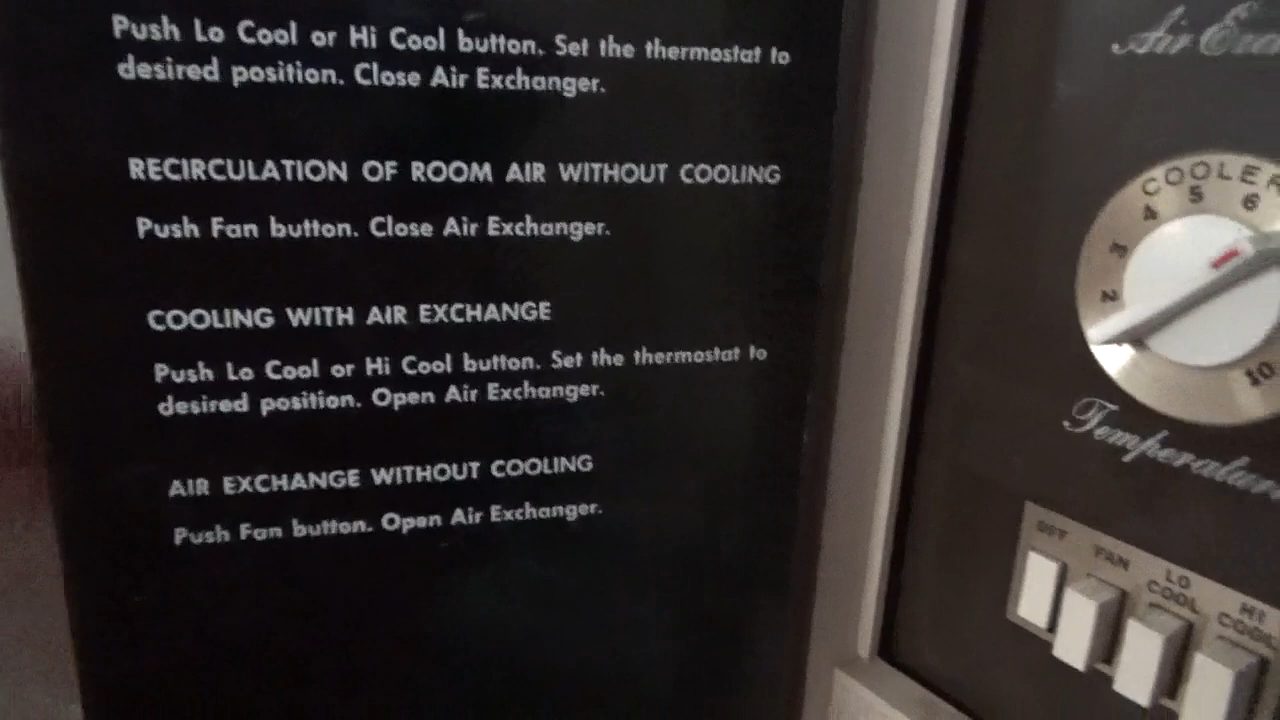 Push Lo Cool or Hi Cool button. Set the thermostat to
desired position. Close Air Exchanger.
RECIRCULATION OF ROOM AIR WITHOUT COOLING
Push Fan button. Close Air Exchanger.
COOLING WITH AIR EXCHANGE
Push Lo Cool or Hi Cool button. Set the thermostat to
desired position. Open Air Exchanger.
AIR EXCHANGE WITHOUT COOLING
Push Fan button. Open Air Exchanger.
Air
COOLER
2 3 4 5 6 10
Temperature
OFF FAN LO COOL HI COOL